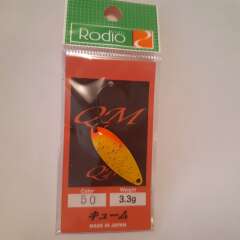 Rodio
QM
Color
50
Weight
3.3g
キューム
MADE IN JAPAN